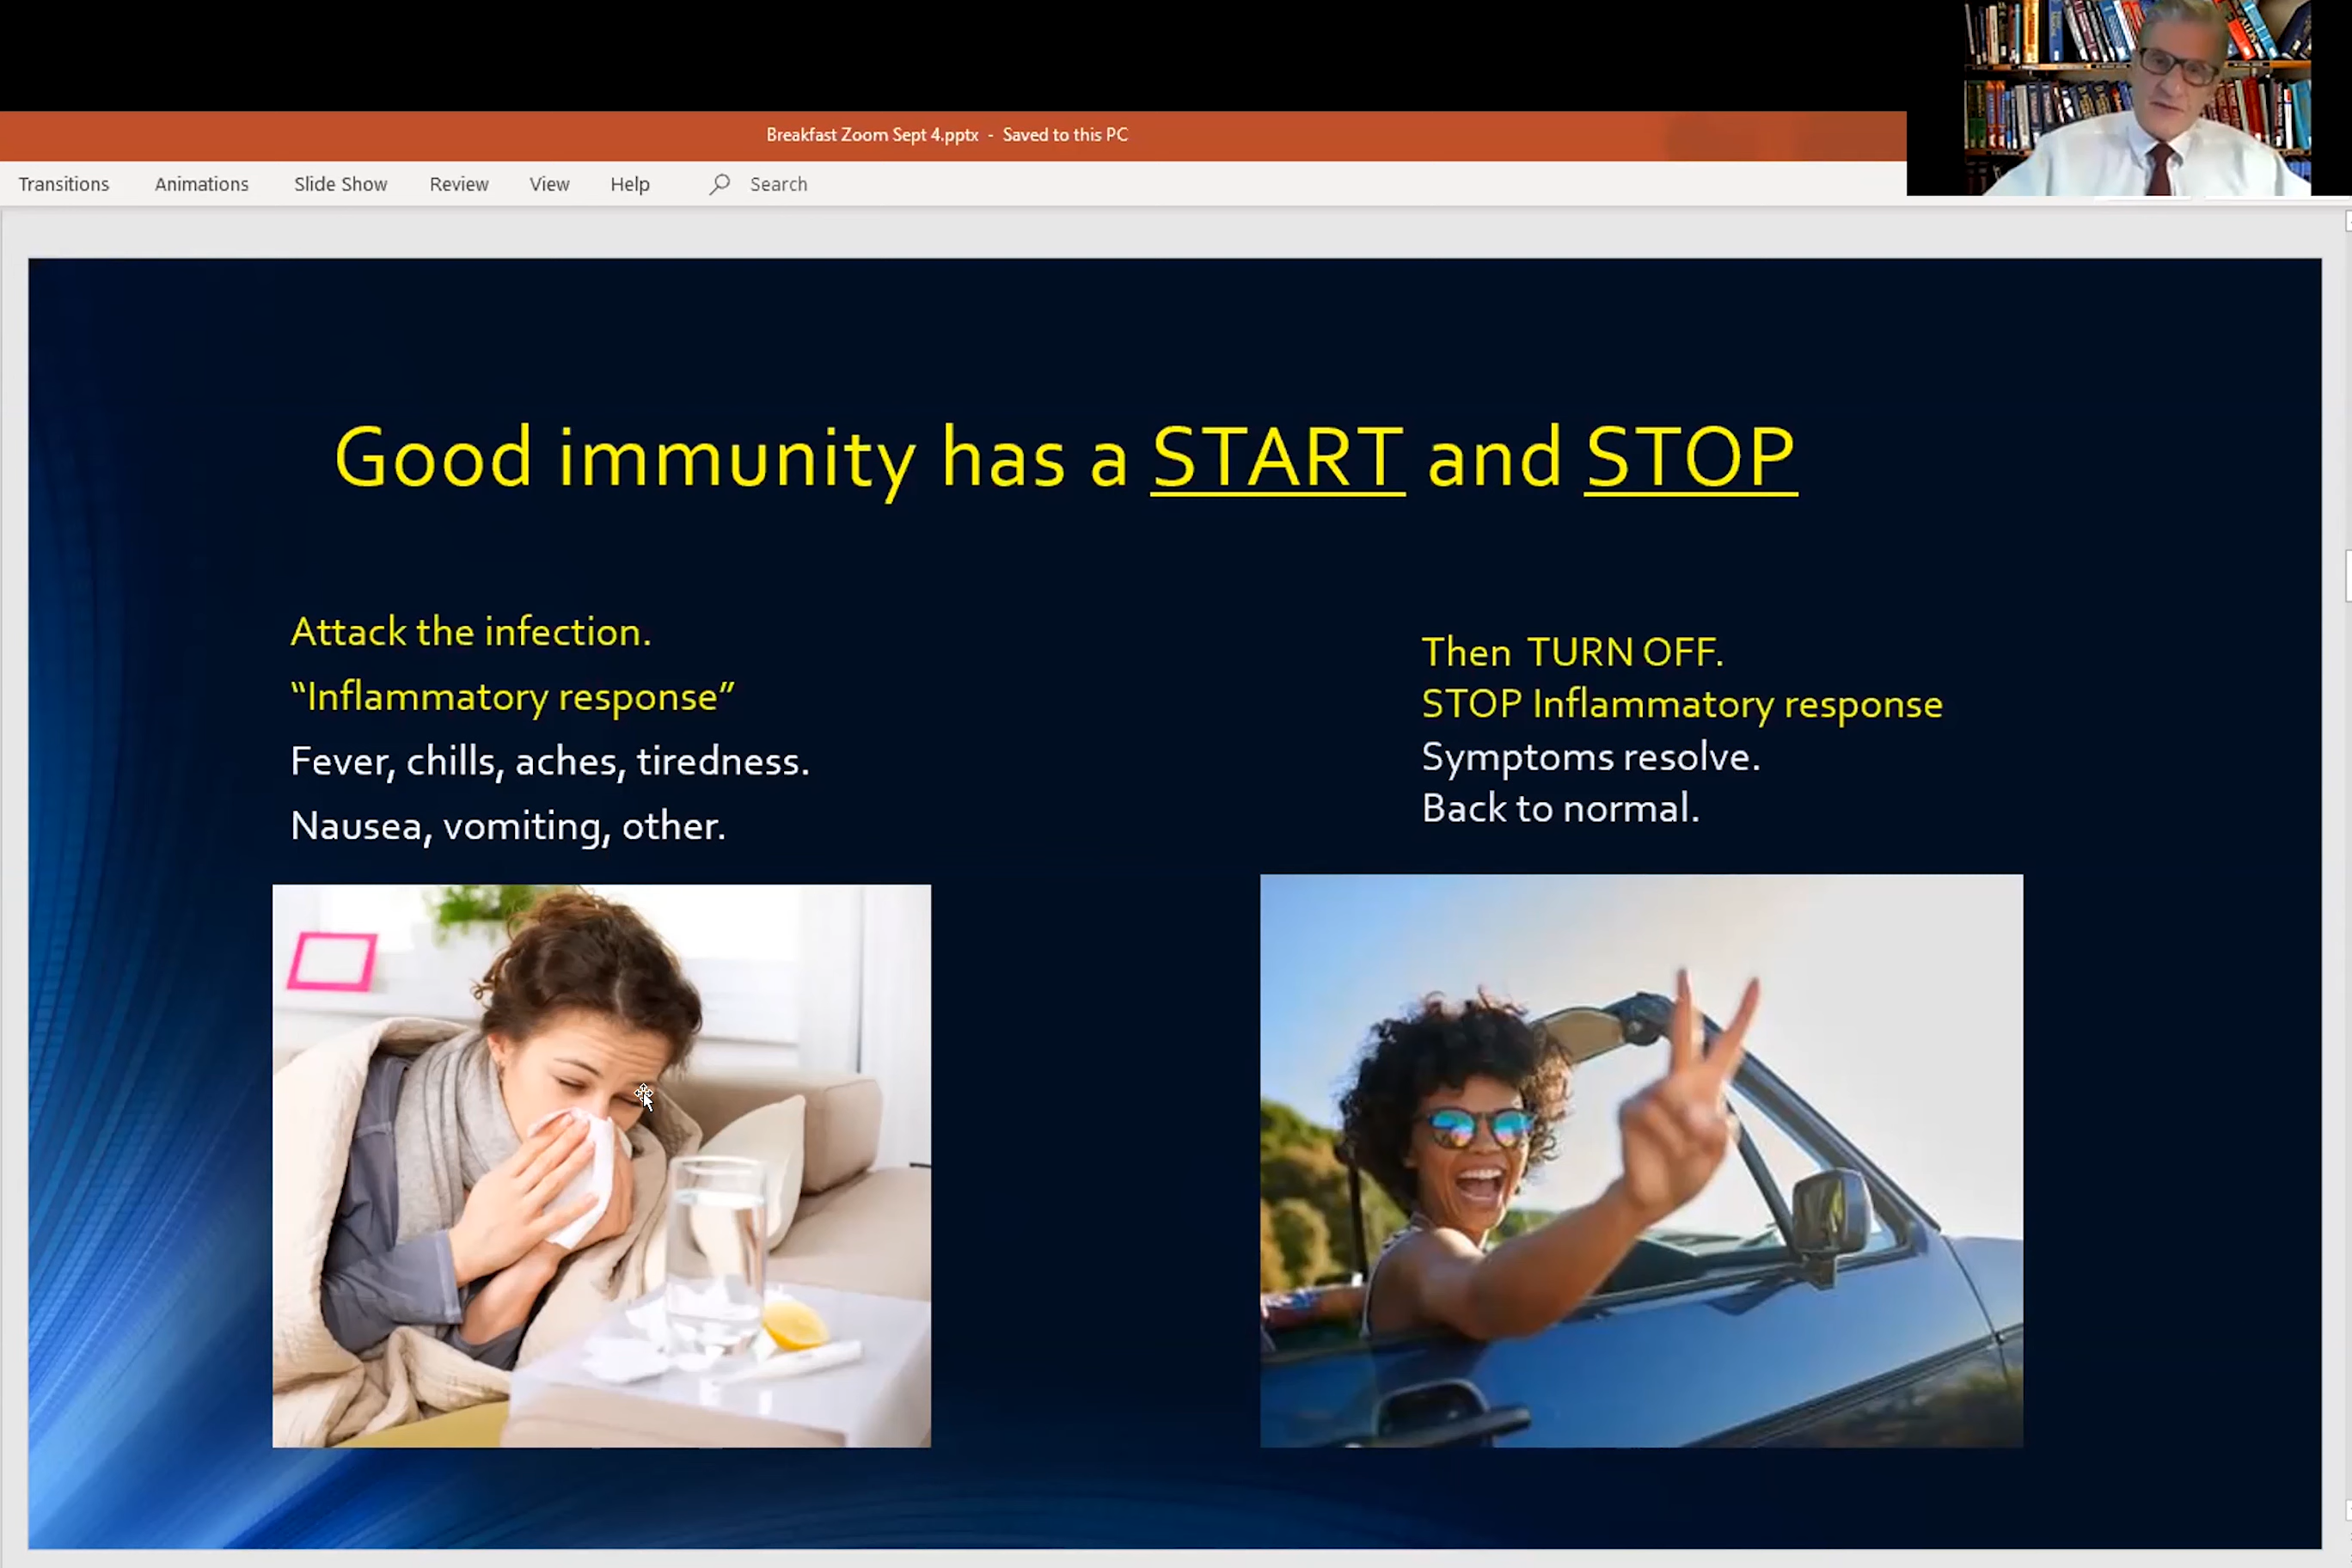 Breakfast Zoom Sept 4.pptx - Saved to this PC
Transitions Animations Slide Show Review View Help Search
Good immunity has a START and STOP
Attack the infection.
“Inflammatory response”
Fever, chills, aches, tiredness.
Nausea, vomiting, other.
Then TURN OFF.
STOP Inflammatory response
Symptoms resolve.
Back to normal.